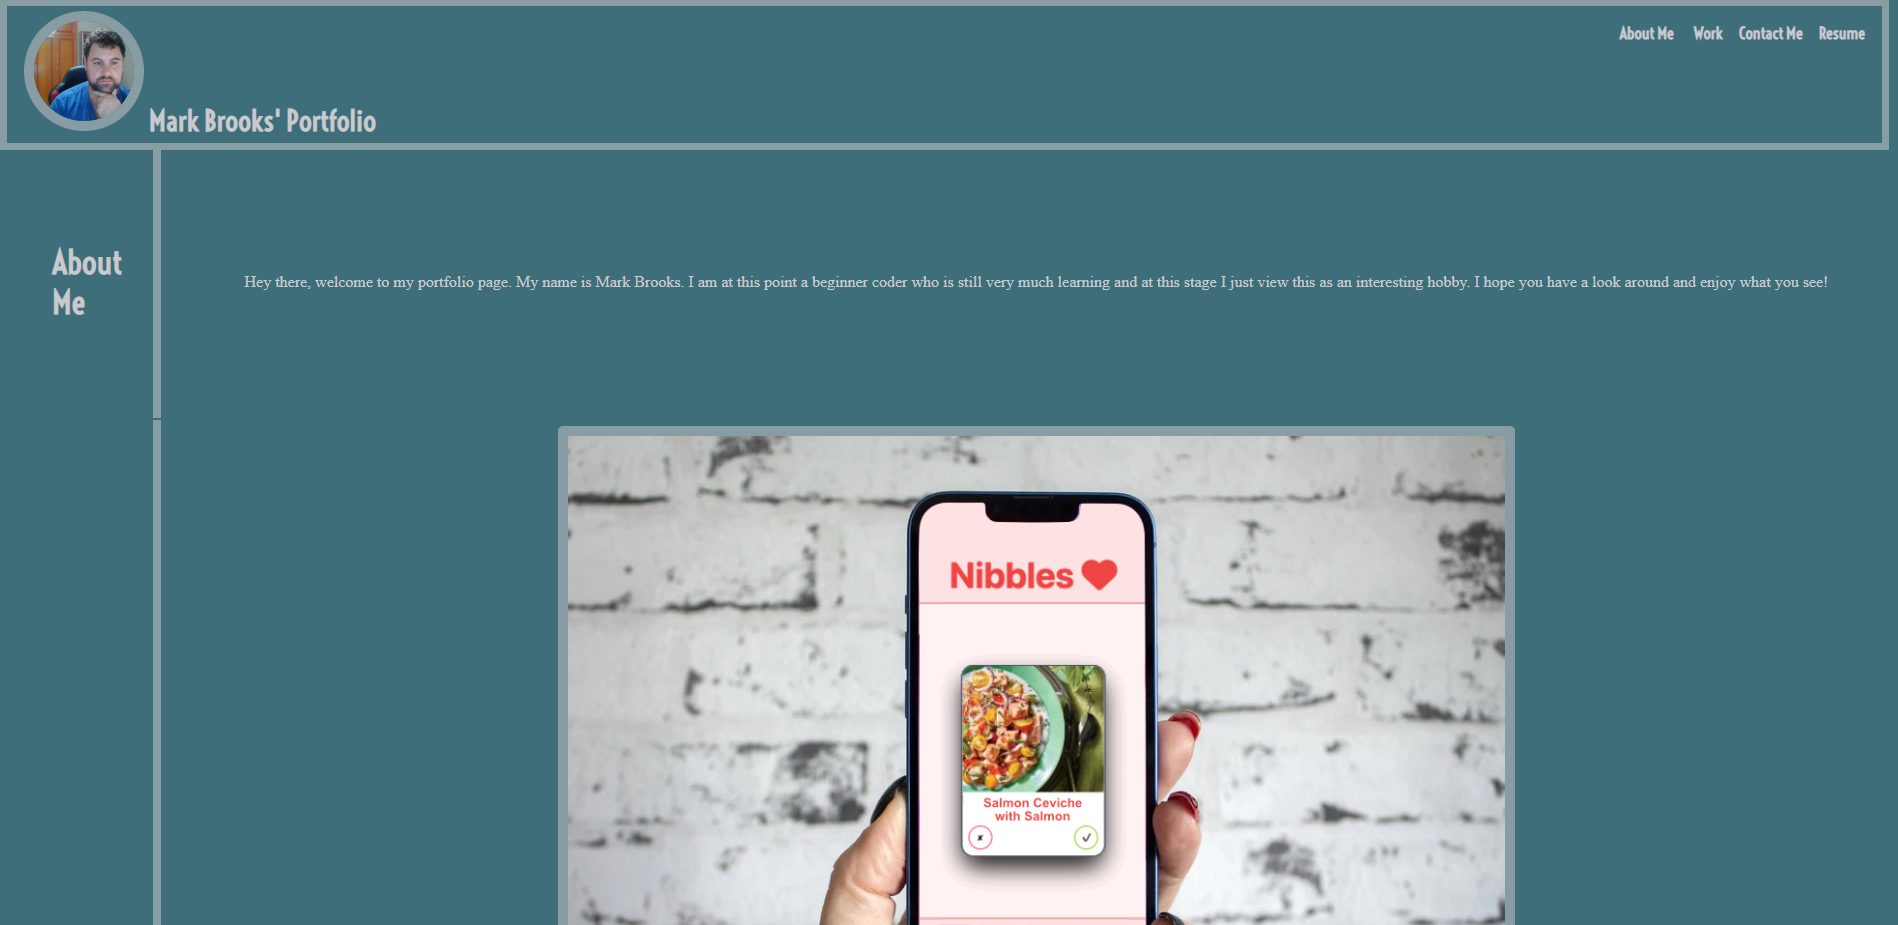 About Me Work Contact Me Resume
Mark Brooks' Portfolio
About
Me
Hey there, welcome to my portfolio page. My name is Mark Brooks. I am at this point a beginner coder who is still very much learning and at this stage I just view this as an interesting hobby. I hope you have a look around and enjoy what you see!
Nibbles
Salmon Ceviche
with Salmon